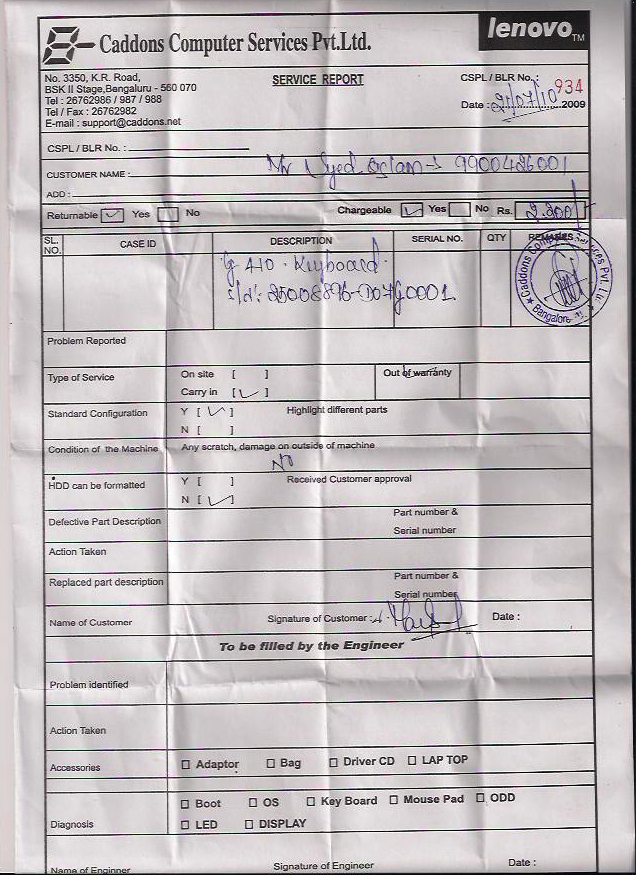 Caddons Computer Services Pvt.Ltd.
lenovo TM
No. 3350, K.R. Road,
BSK II Stage,Bengaluru - 560 070
Tel : 26762986 / 987 / 988
Tel / Fax : 26762982
E-mail : support@caddons.net
SERVICE REPORT
CSPL / BLR No. : 934
Date : 21/07/10 2009
CSPL / BLR No. :
CUSTOMER NAME : Mr Syed 9900426001
ADD :
Returnable Yes No Chargeable Yes No Rs. 2.200/-
SL. NO. CASE ID DESCRIPTION SERIAL NO. QTY REMARKS
G 410 . Keyboard
S/N: 25008896-D07G0001
Caddons Computer Services Pvt. Ltd.
Bangalore
Problem Reported
Type of Service On site [ ] Out of warranty
Carry in [ ]
Standard Configuration Y [ ] Highlight different parts
N [ ]
Condition of the Machine Any scratch, damage on outside of machine
NO
HDD can be formatted Y [ ] Received Customer approval
N [ ]
Defective Part Description Part number &
Serial number
Action Taken
Replaced part description Part number &
Serial number
Name of Customer Signature of Customer : Date :
To be filled by the Engineer
Problem identified
Action Taken
Accessories Adaptor Bag Driver CD LAP TOP
Boot OS Key Board Mouse Pad ODD
Diagnosis LED DISPLAY
Name of Enginner Signature of Engineer Date :